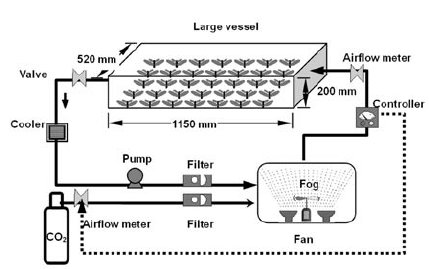 Large vessel
520 mm
Valve
Airflow meter
200 mm
Controller
1150 mm
Cooler
Pump
Filter
Fog
Airflow meter
Filter
CO2
Fan